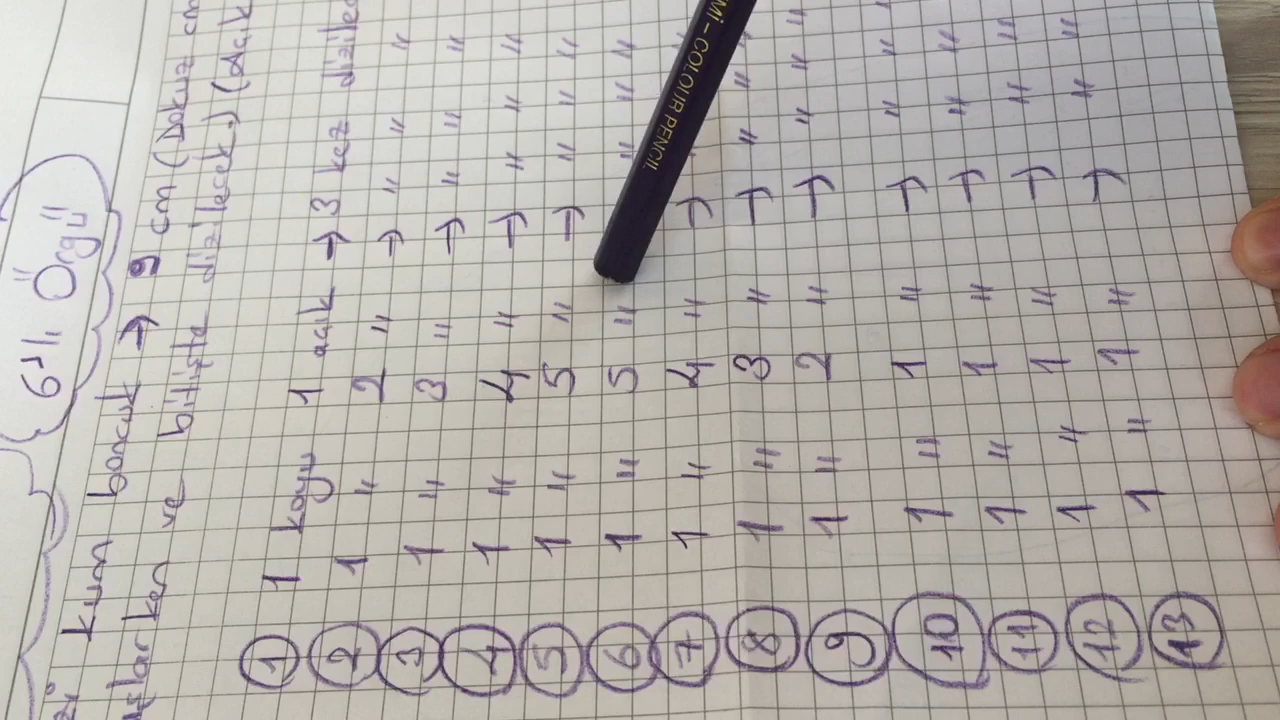 6'lı Örgü
kum boncuk → 9 cm (Dokuz cm
başlarken ve bitişte dizilecek) (dak
① 1 koyu 1 açık → 3 kez dizilec
② 1 " 2 " → " " "
③ 1 " 3 " → " " "
④ 1 " 4 " → " " "
⑤ 1 " 5 " → " " "
⑥ 1 " 5 " " " "
⑦ 1 " 4 " →
⑧ 1 " 3 " → " "
⑨ 1 " 2 " → " " "
⑩ 1 " 1 " → " " "
⑪ 1 " 1 " → " "
⑫ 1 " 1 " → " "
⑬ 1 " 1 " → " "
Mi-COLOUR PENCIL